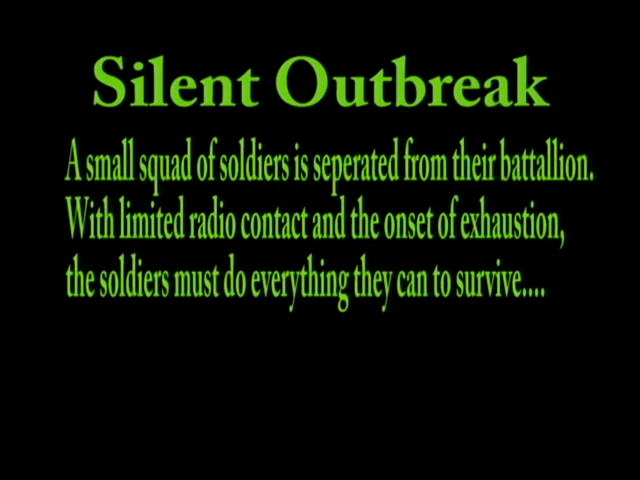 Silent Outbreak
A small squad of soldiers is seperated from their battallion.
With limited radio contact and the onset of exhaustion,
the soldiers must do everything they can to survive....